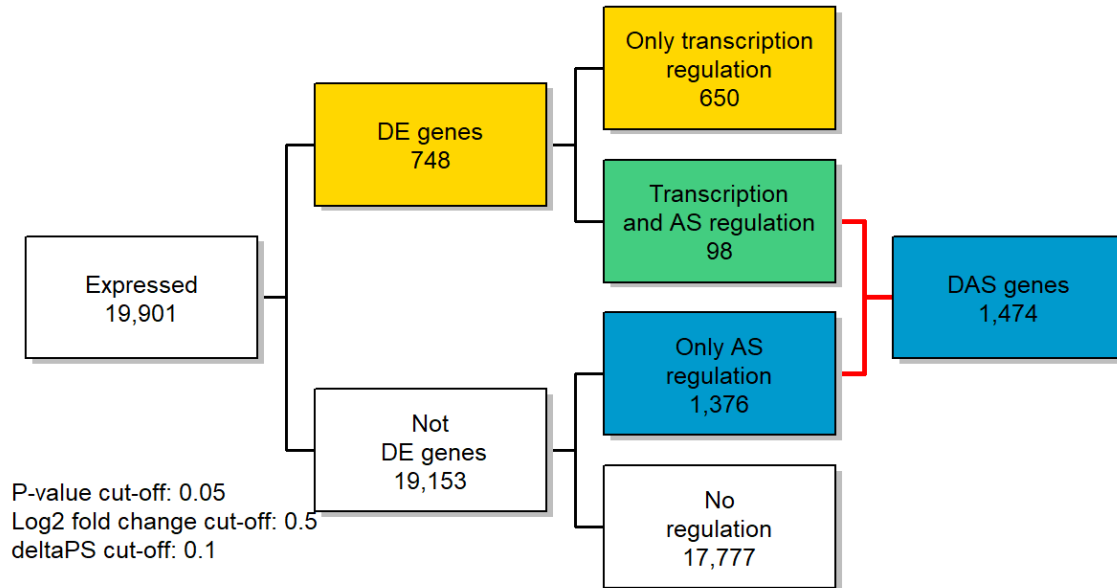 Only transcription
regulation
650
DE genes
748
Transcription
and AS regulation
98
Expressed
19,901
DAS genes
1,474
Only AS
regulation
1,376
Not
DE genes
19,153
No
regulation
17,777
P-value cut-off: 0.05
Log2 fold change cut-off: 0.5
deltaPS cut-off: 0.1